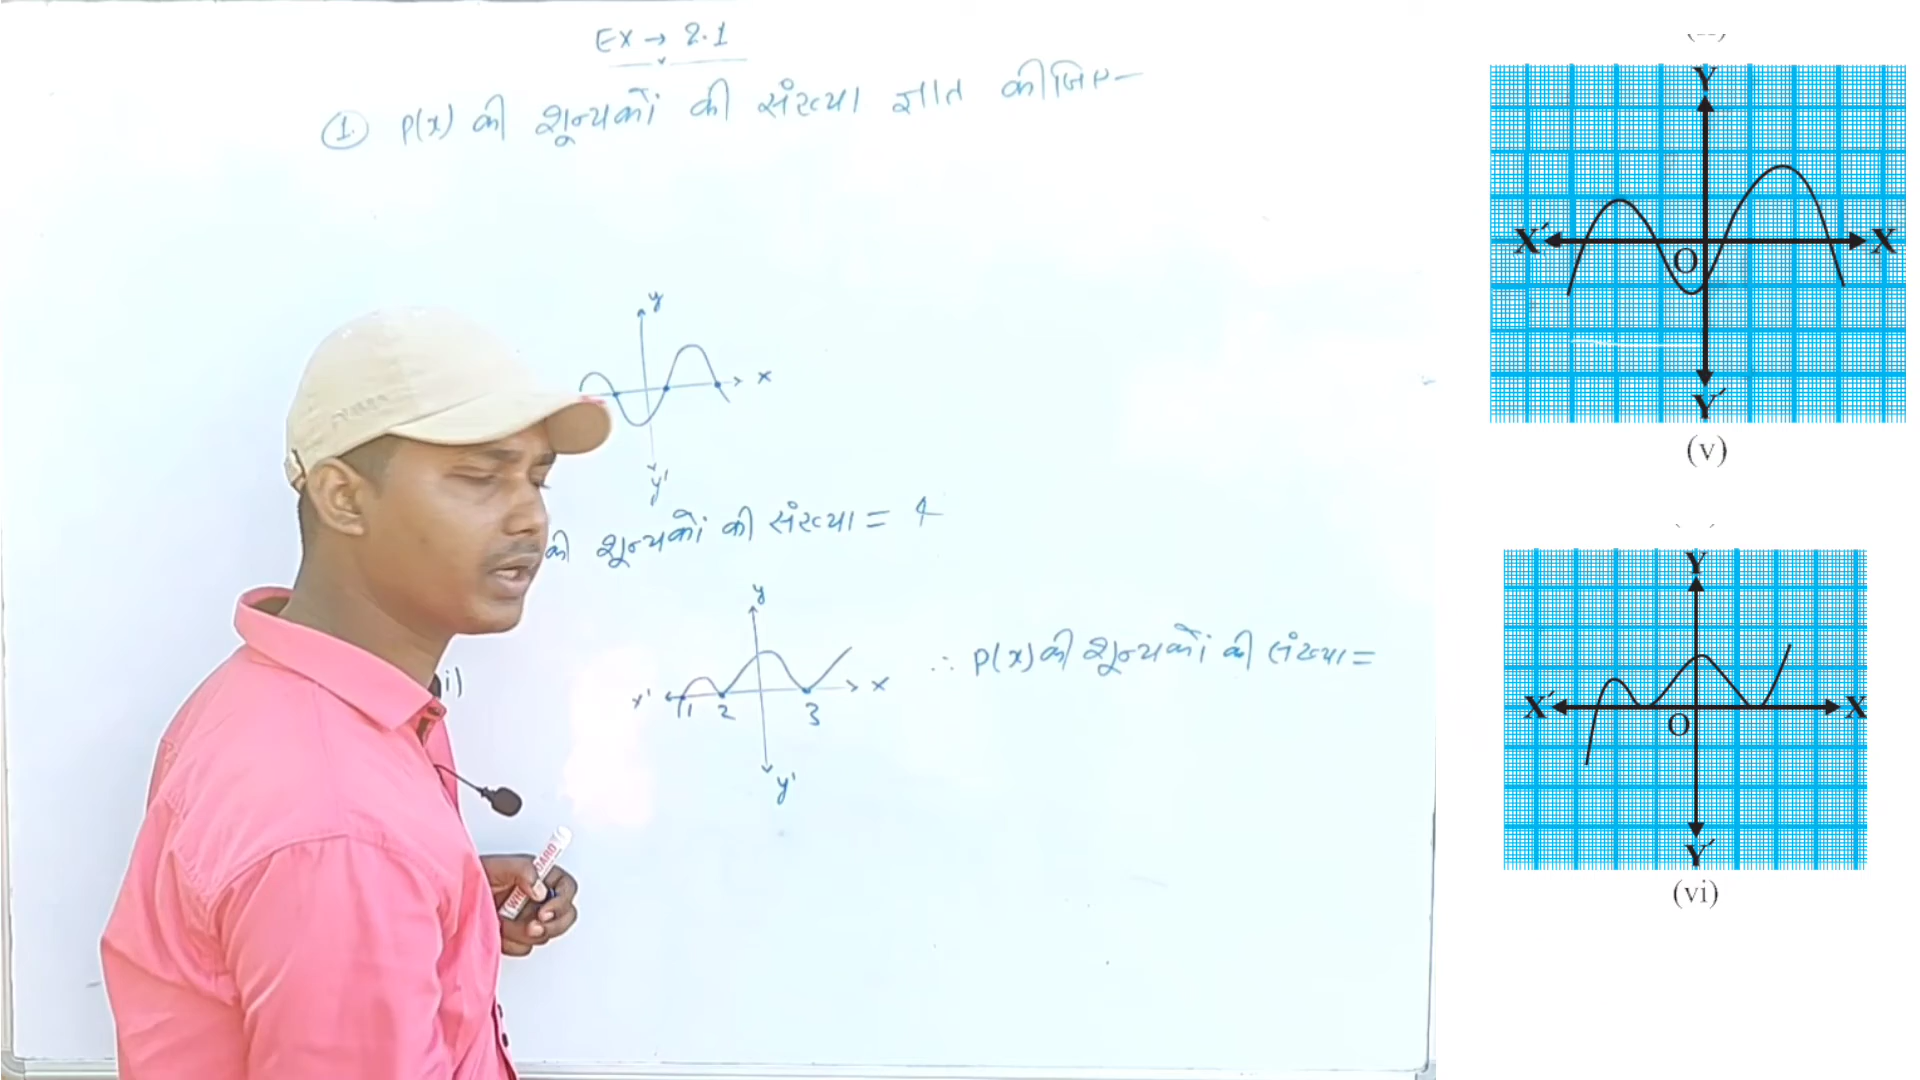 Ex → 2.1
① P(x) की शून्यकों की संख्या ज्ञात कीजिए-
y
x
y'
की शून्यकों की संख्या = 4
i)
y
x' x
1 2 3
y'
∴ P(x) की शून्यकों की संख्या =
Y
X′ X
O
Y′
(v)
Y
X′ X
O
Y′
(vi)